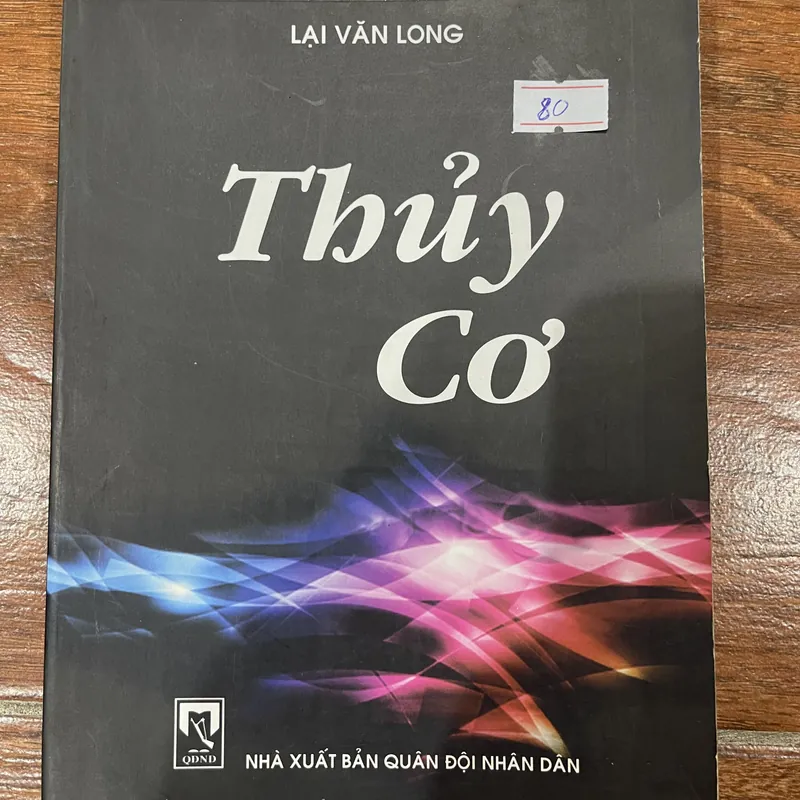 LẠI VĂN LONG
80
Thủy
Cơ
QĐND
NHÀ XUẤT BẢN QUÂN ĐỘI NHÂN DÂN